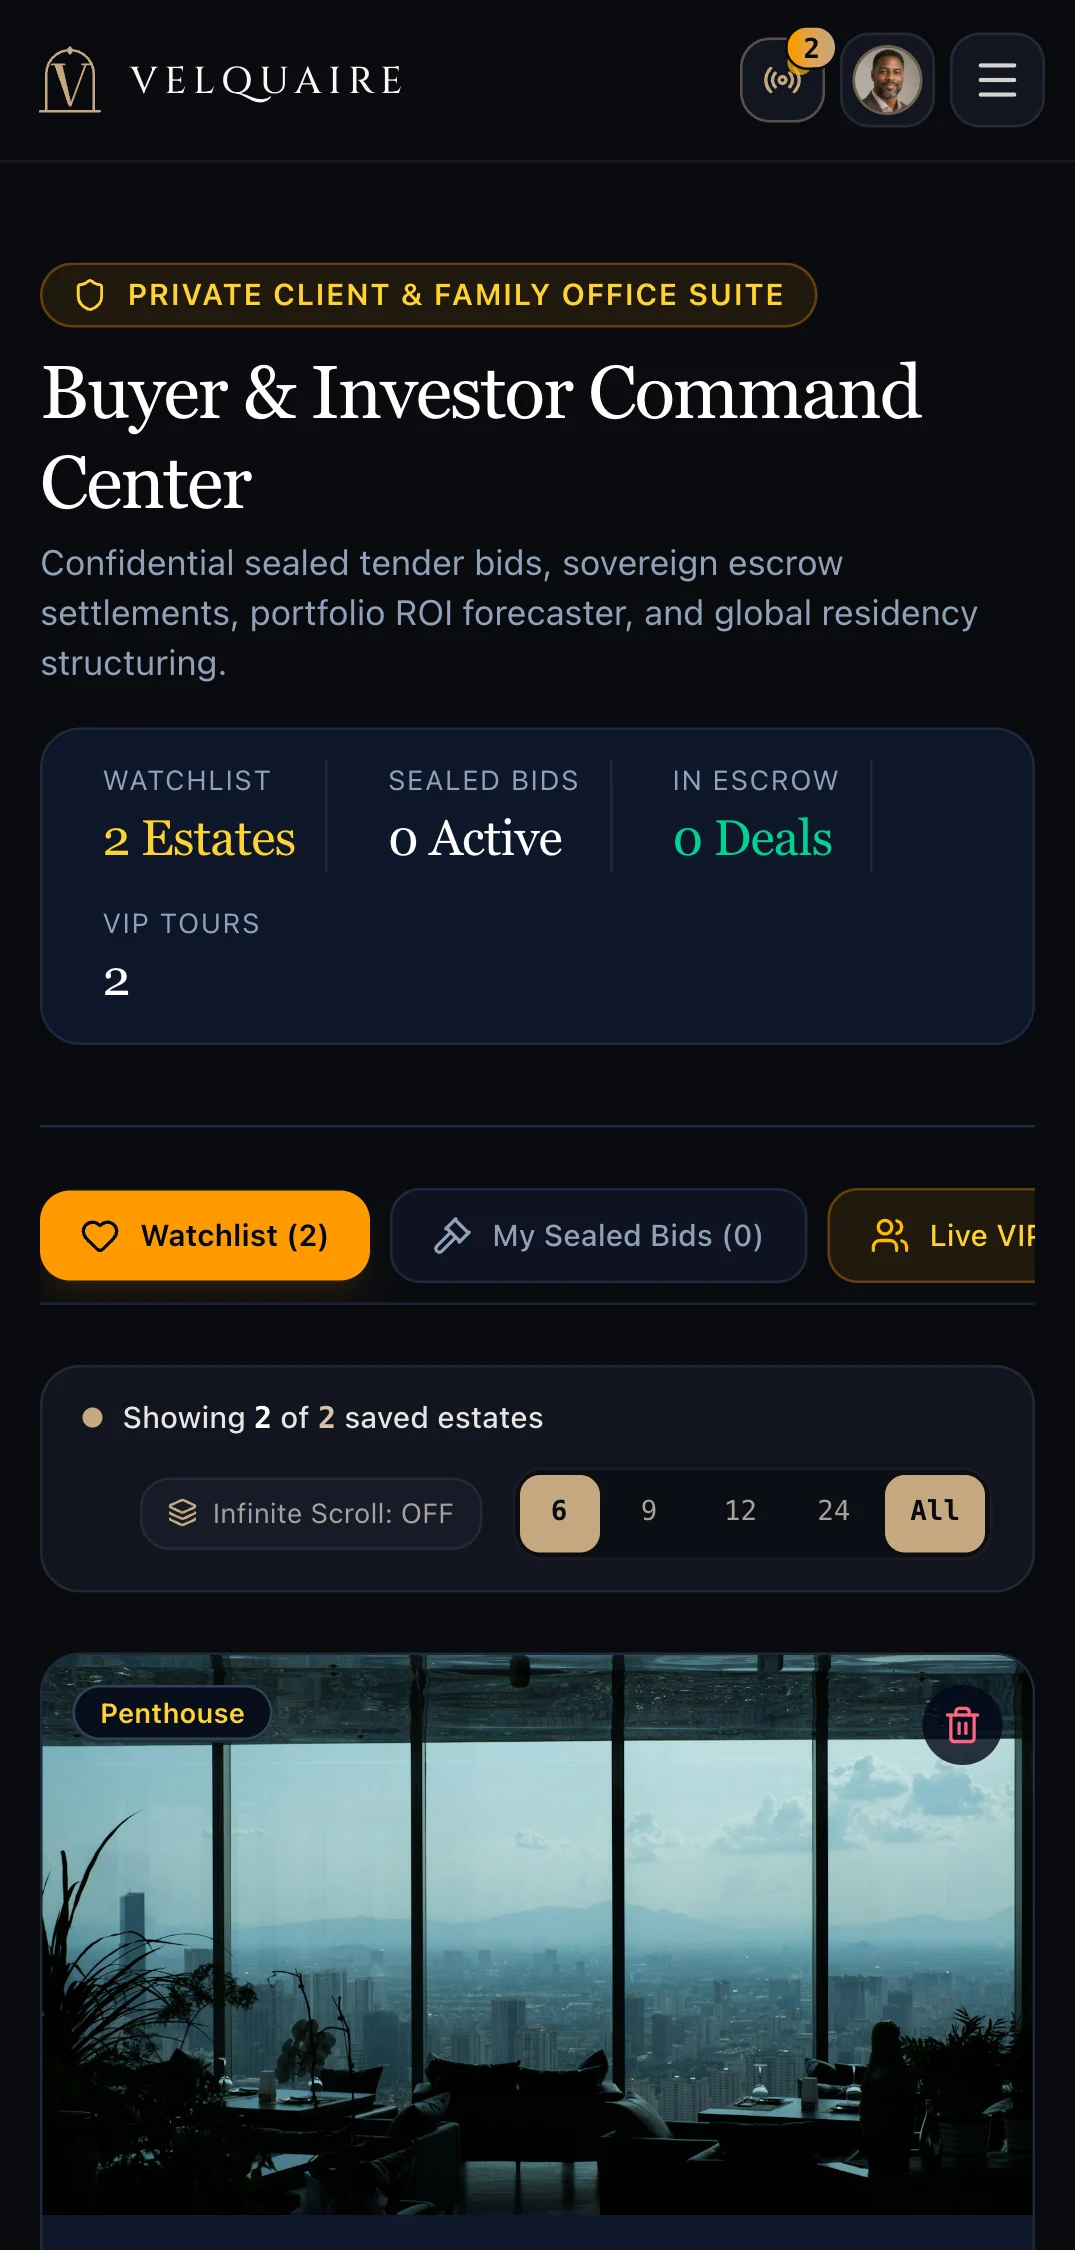 VELQUAIRE
2
PRIVATE CLIENT & FAMILY OFFICE SUITE
Buyer & Investor Command
Center
Confidential sealed tender bids, sovereign escrow
settlements, portfolio ROI forecaster, and global residency
structuring.
WATCHLIST
2 Estates
SEALED BIDS
0 Active
IN ESCROW
0 Deals
VIP TOURS
2
Watchlist (2)
My Sealed Bids (0)
Live VIP
Showing 2 of 2 saved estates
Infinite Scroll: OFF
6 9 12 24 All
Penthouse